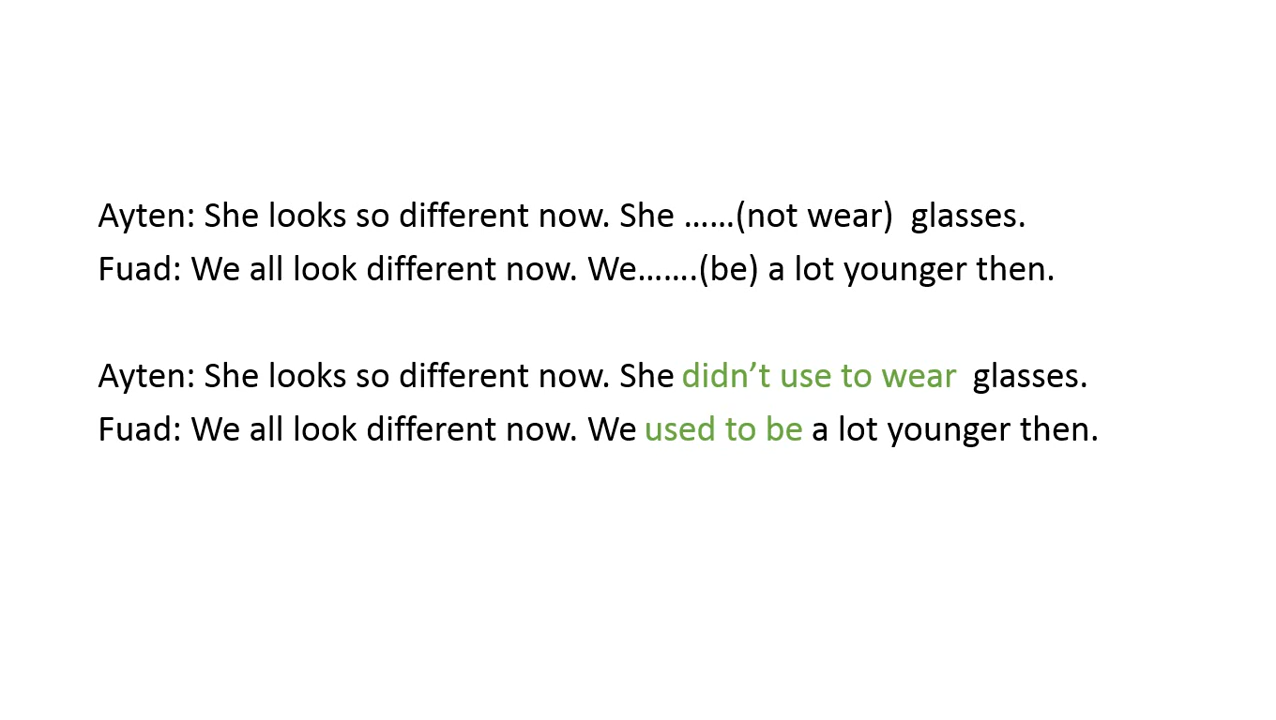 Ayten: She looks so different now. She ……(not wear)  glasses.
Fuad: We all look different now. We…….(be) a lot younger then.
Ayten: She looks so different now. She didn’t use to wear  glasses.
Fuad: We all look different now. We used to be a lot younger then.